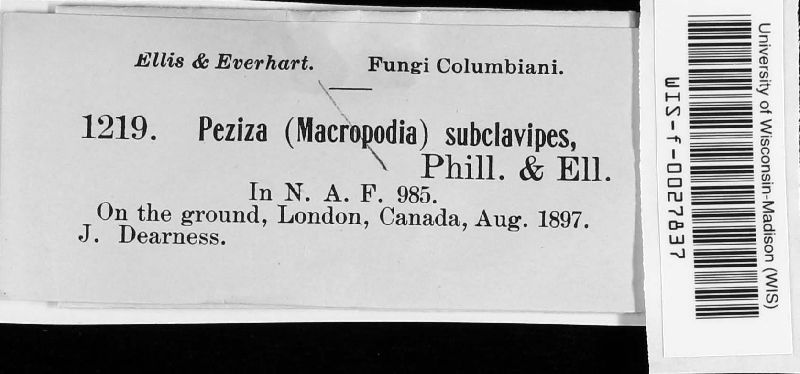 Ellis & Everhart. Fungi Columbiani.
1219. Peziza (Macropodia) subclavipes,
Phill. & Ell.
In N. A. F. 985.
On the ground, London, Canada, Aug. 1897.
J. Dearness.
University of Wisconsin-Madison (WIS)
WIS-f-0027837